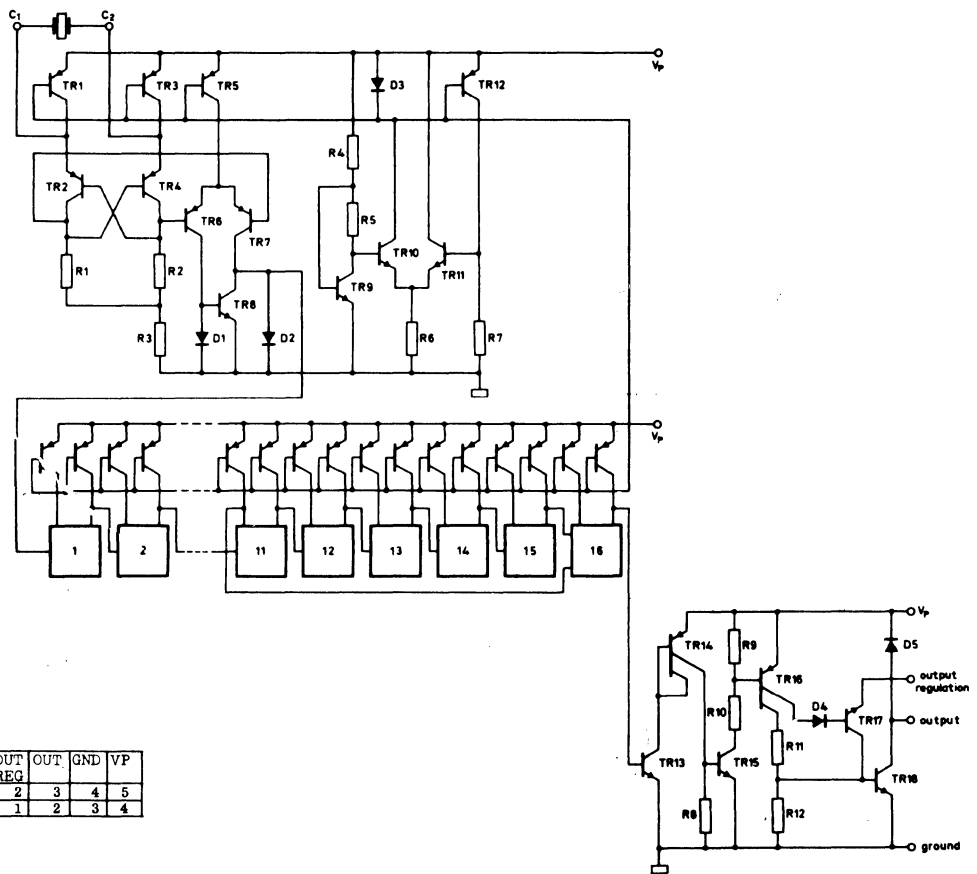 C1 C2
VP
TR1 TR3 TR5 D3 TR12
R4
TR2 TR4 TR6 TR7 R5 TR10 TR11
R1 R2 TR8 TR9
R3 D1 D2 R6 R7
VP
1 2 11 12 13 14 15 16
VP
TR14 R9 D5
TR16 output
regulation
R10 D4 TR17 output
R11
TR13 TR15 TR18
R8 R12
ground
OUT OUT GND VP
REG
2 3 4 5
1 2 3 4